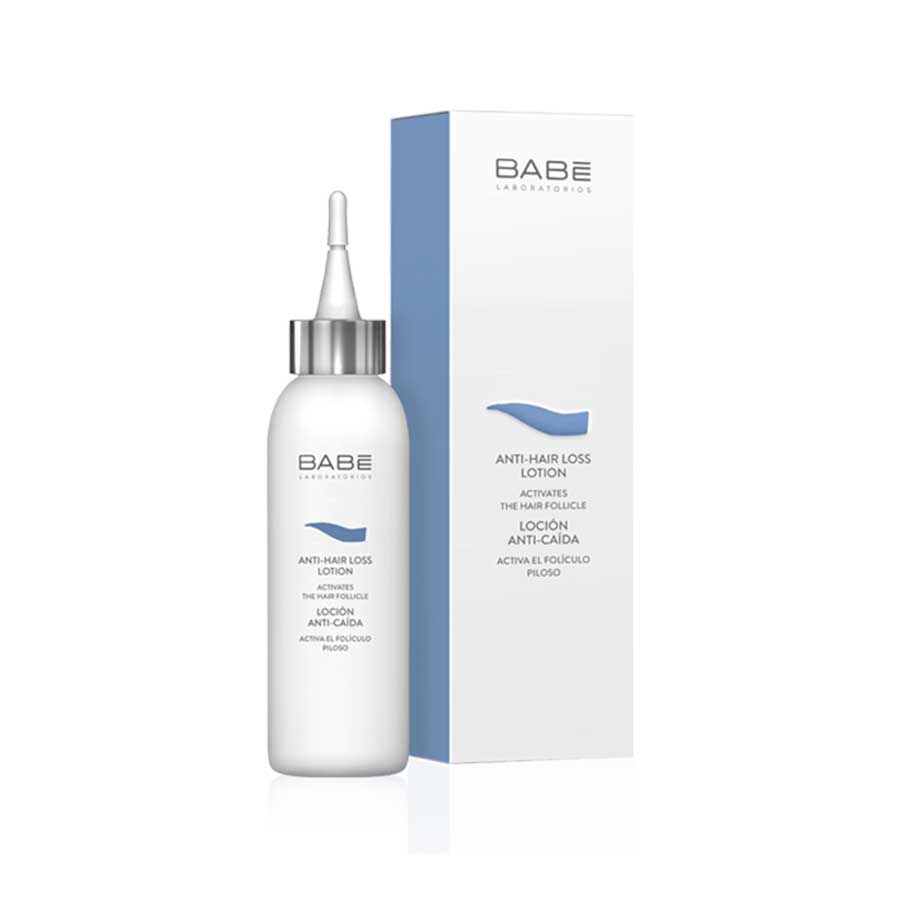 BABĒ
LABORATORIOS
ANTI-HAIR LOSS
LOTION
ACTIVATES
THE HAIR FOLLICLE
LOCIÓN
ANTI-CAÍDA
ACTIVA EL FOLÍCULO
PILOSO
BABĒ
LABORATORIOS
ANTI-HAIR LOSS
LOTION
ACTIVATES
THE HAIR FOLLICLE
LOCIÓN
ANTI-CAÍDA
ACTIVA EL FOLÍCULO
PILOSO